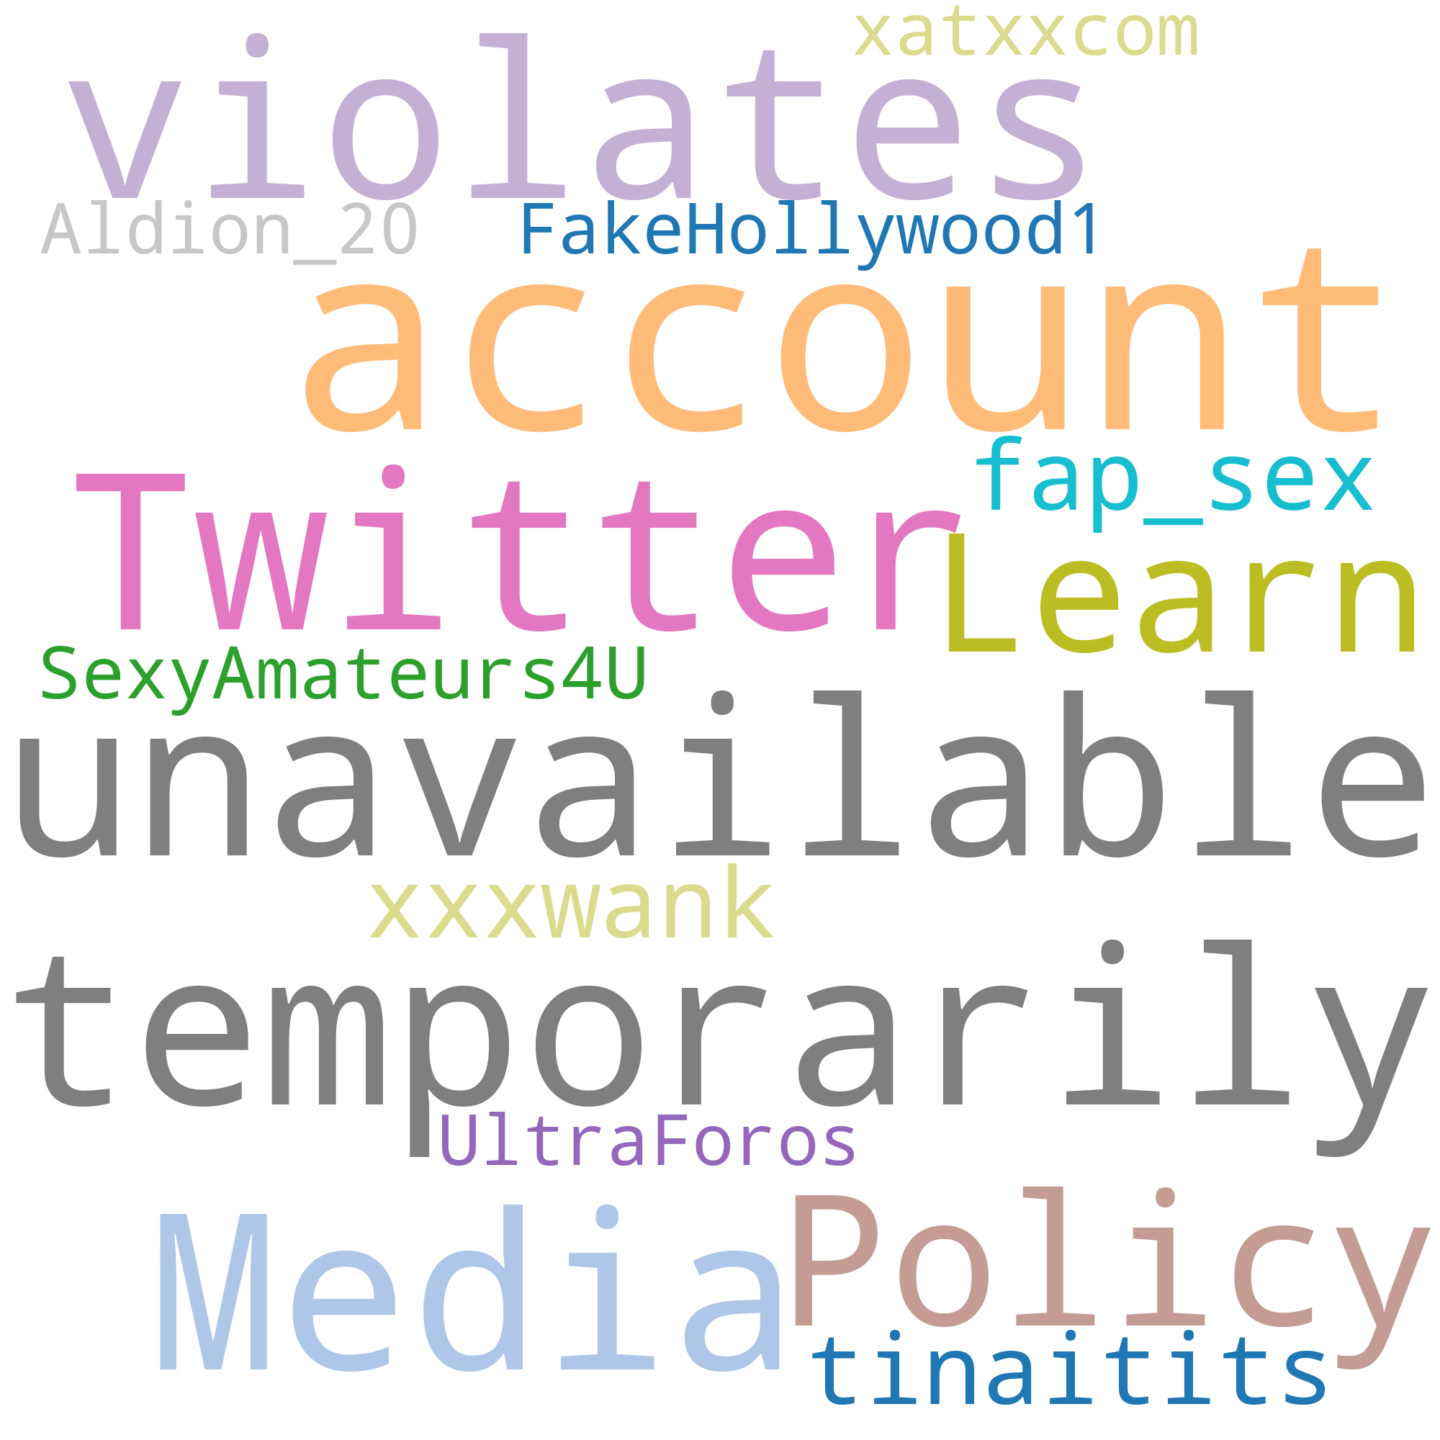 xatxxcom
violates
Aldion_20 FakeHollywood1
account
fap_sex
Twitter
Learn
SexyAmateurs4U
unavailable
xxxwank
temporarily
UltraForos
Media Policy
tinaitits